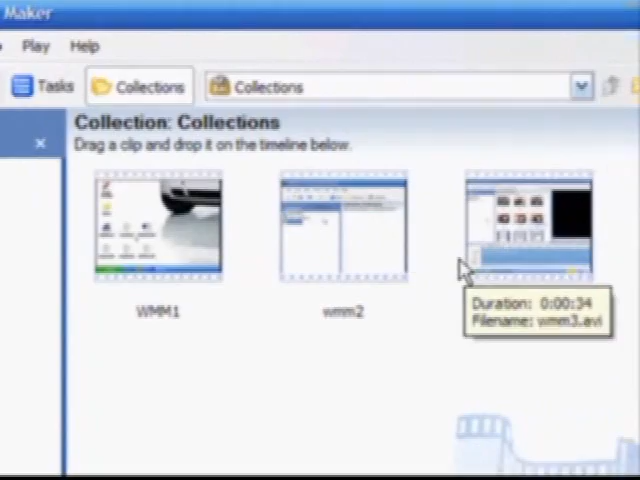 Maker
Play Help
Tasks Collections Collections
Collection: Collections
Drag a clip and drop it on the timeline below.
WMM1 wmm2
Duration: 0:00:34
Filename: wmm3.avi